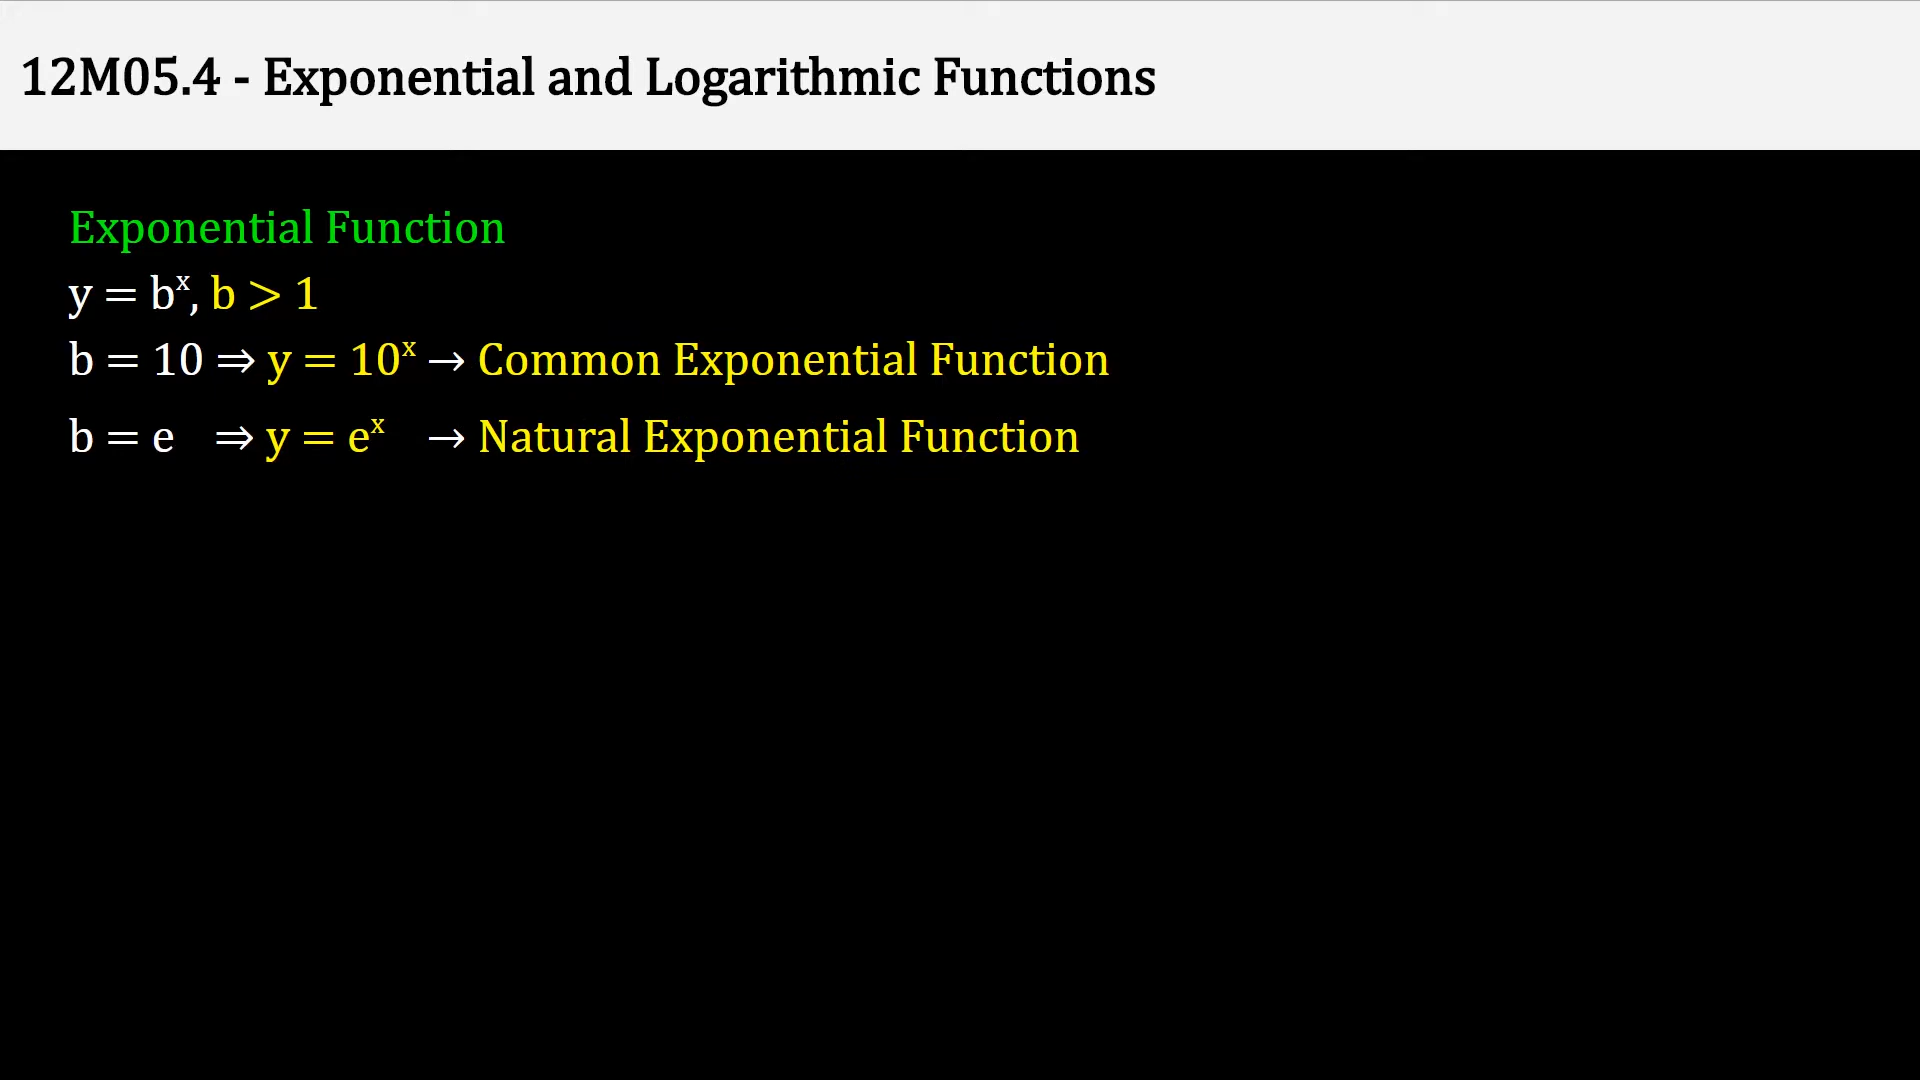 12M05.4 - Exponential and Logarithmic Functions
Exponential Function
y = bˣ, b > 1
b = 10 ⇒ y = 10ˣ → Common Exponential Function
b = e ⇒ y = eˣ → Natural Exponential Function